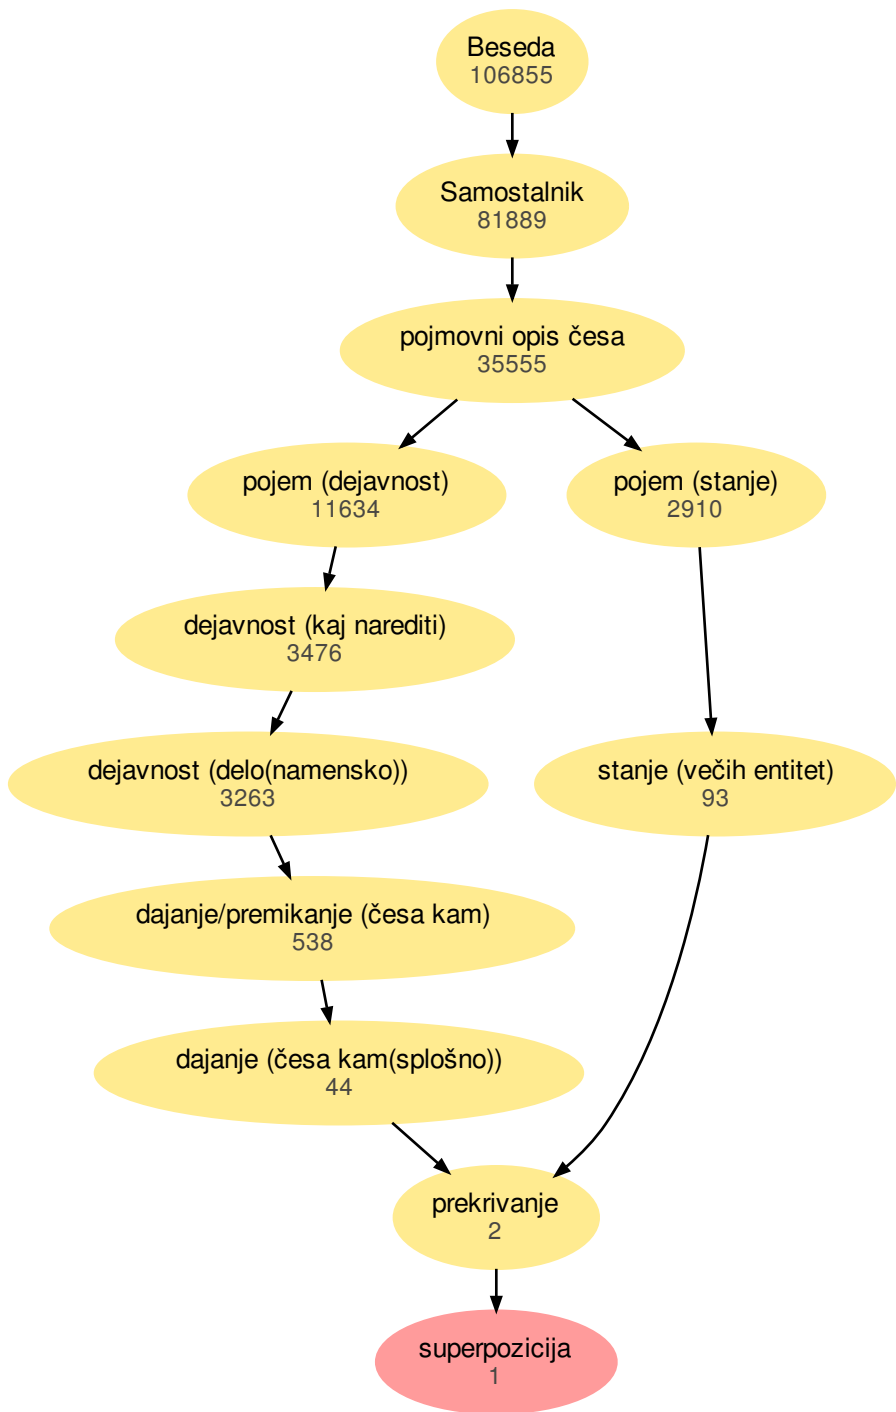 Beseda
106855
Samostalnik
81889
pojmovni opis česa
35555
pojem (dejavnost)
11634
pojem (stanje)
2910
dejavnost (kaj narediti)
3476
dejavnost (delo(namensko))
3263
stanje (večih entitet)
93
dajanje/premikanje (česa kam)
538
dajanje (česa kam(splošno))
44
prekrivanje
2
superpozicija
1